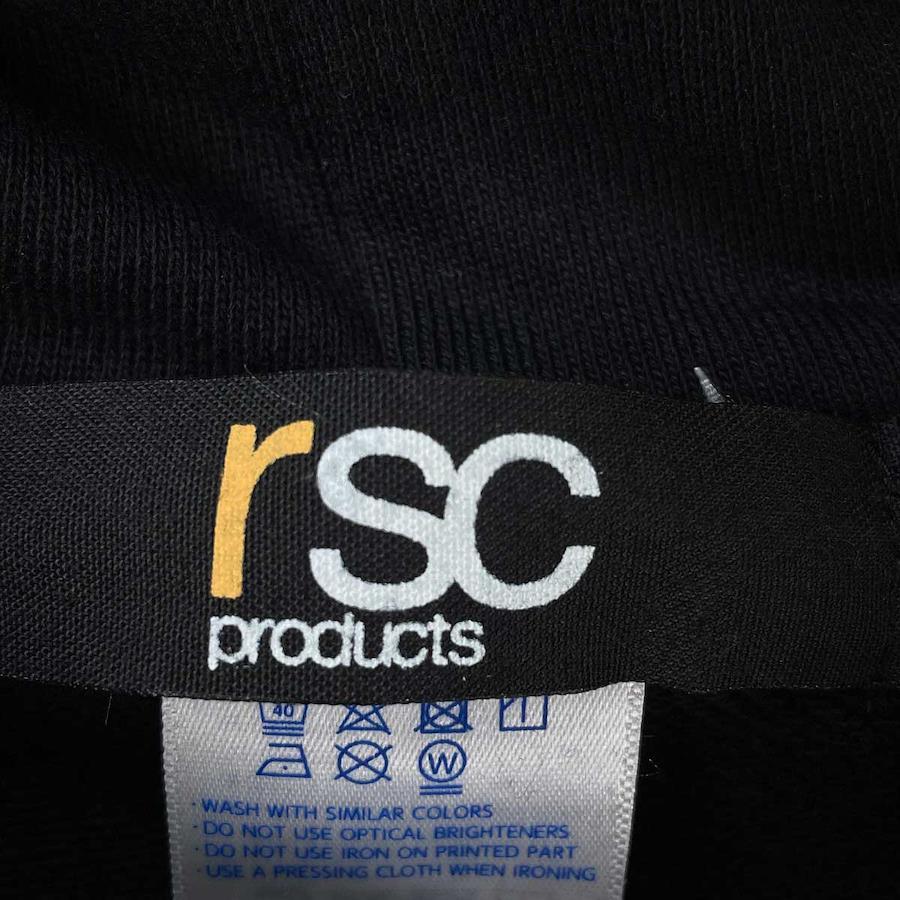 rsc
products
40
W
· WASH WITH SIMILAR COLORS
· DO NOT USE OPTICAL BRIGHTENERS
· DO NOT USE IRON ON PRINTED PART
· USE A PRESSING CLOTH WHEN IRONING